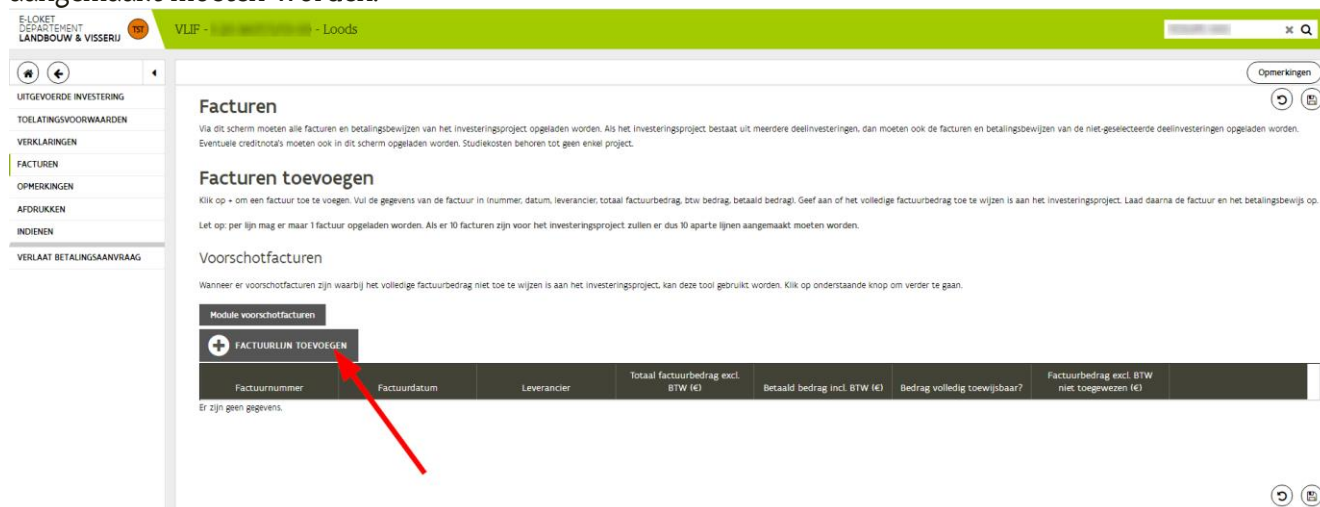 aangemaakt moeten worden.
E-LOKET
DEPARTEMENT
LANDBOUW & VISSERIJ
TST
VLIF - - Loods
Opmerkingen
UITGEVOERDE INVESTERING
TOELATINGSVOORWAARDEN
VERKLARINGEN
FACTUREN
OPMERKINGEN
AFDRUKKEN
INDIENEN
VERLAAT BETALINGSAANVRAAG
Facturen
Via dit scherm moeten alle facturen en betalingsbewijzen van het investeringsproject opgeladen worden. Als het investeringsproject bestaat uit meerdere deelinvesteringen, dan moeten ook de facturen en betalingsbewijzen van de niet-geselecteerde deelinvesteringen opgeladen worden.
Eventuele creditnota's moeten ook in dit scherm opgeladen worden. Studiekosten behoren tot geen enkel project.
Facturen toevoegen
Klik op + om een factuur toe te voegen. Vul de gegevens van de factuur in (nummer, datum, leverancier, totaal factuurbedrag, btw bedrag, betaald bedrag). Geef aan of het volledige factuurbedrag toe te wijzen is aan het investeringsproject. Laad daarna de factuur en het betalingsbewijs op.
Let op: per lijn mag er maar 1 factuur opgeladen worden. Als er 10 facturen zijn voor het investeringsproject zullen er dus 10 aparte lijnen aangemaakt moeten worden.
Voorschotfacturen
Wanneer er voorschotfacturen zijn waarbij het volledige factuurbedrag niet toe te wijzen is aan het investeringsproject, kan deze tool gebruikt worden. Klik op onderstaande knop om verder te gaan.
Module voorschotfacturen
FACTUURLIJN TOEVOEGEN
Factuurnummer Factuurdatum Leverancier Totaal factuurbedrag excl. BTW (€) Betaald bedrag incl. BTW (€) Bedrag volledig toewijsbaar? Factuurbedrag excl. BTW niet toegewezen (€)
Er zijn geen gegevens.